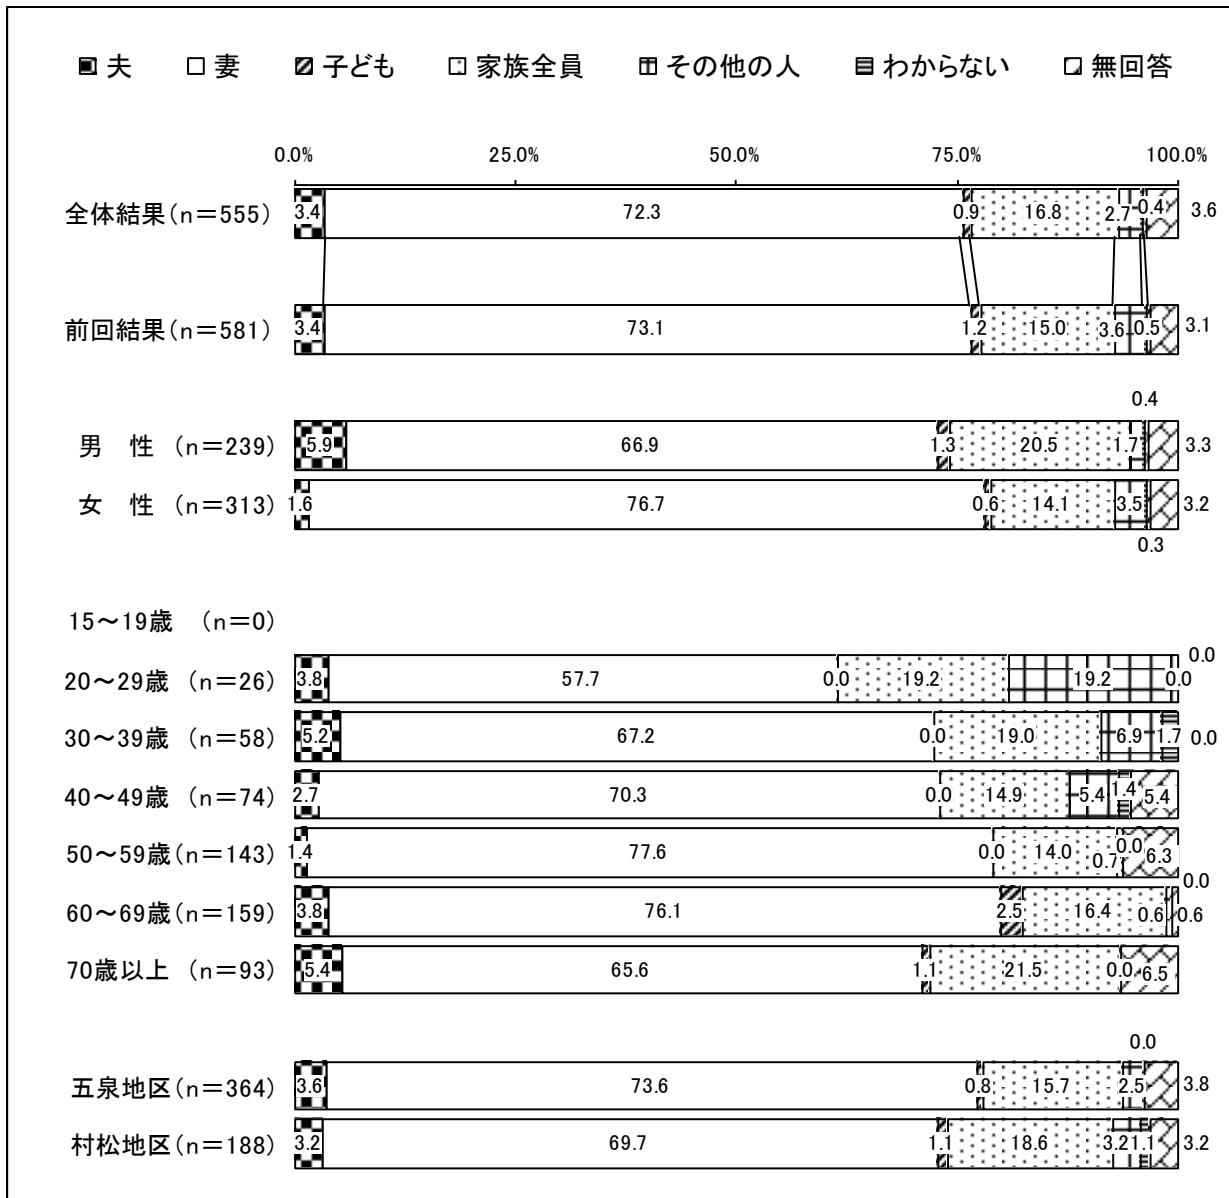 夫 妻 子ども 家族全員 その他の人 わからない 無回答
0.0% 25.0% 50.0% 75.0% 100.0%
全体結果(n=555) 3.4 72.3 0.9 16.8 2.7 0.4 3.6
前回結果(n=581) 3.4 73.1 1.2 15.0 3.6 0.5 3.1
0.4
男 性 (n=239) 5.9 66.9 1.3 20.5 1.7 3.3
女 性 (n=313) 1.6 76.7 0.6 14.1 3.5 3.2
0.3
15~19歳 (n=0)
0.0
20~29歳 (n=26) 3.8 57.7 0.0 19.2 19.2 0.0
30~39歳 (n=58) 5.2 67.2 0.0 19.0 6.9 1.7 0.0
40~49歳 (n=74) 2.7 70.3 0.0 14.9 5.4 1.4 5.4
50~59歳(n=143) 1.4 77.6 0.0 14.0 0.7 0.0 6.3
0.0
60~69歳(n=159) 3.8 76.1 2.5 16.4 0.6 0.6
70歳以上 (n=93) 5.4 65.6 1.1 21.5 0.0 6.5
0.0
五泉地区(n=364) 3.6 73.6 0.8 15.7 2.5 3.8
村松地区(n=188) 3.2 69.7 1.1 18.6 3.2 1.1 3.2